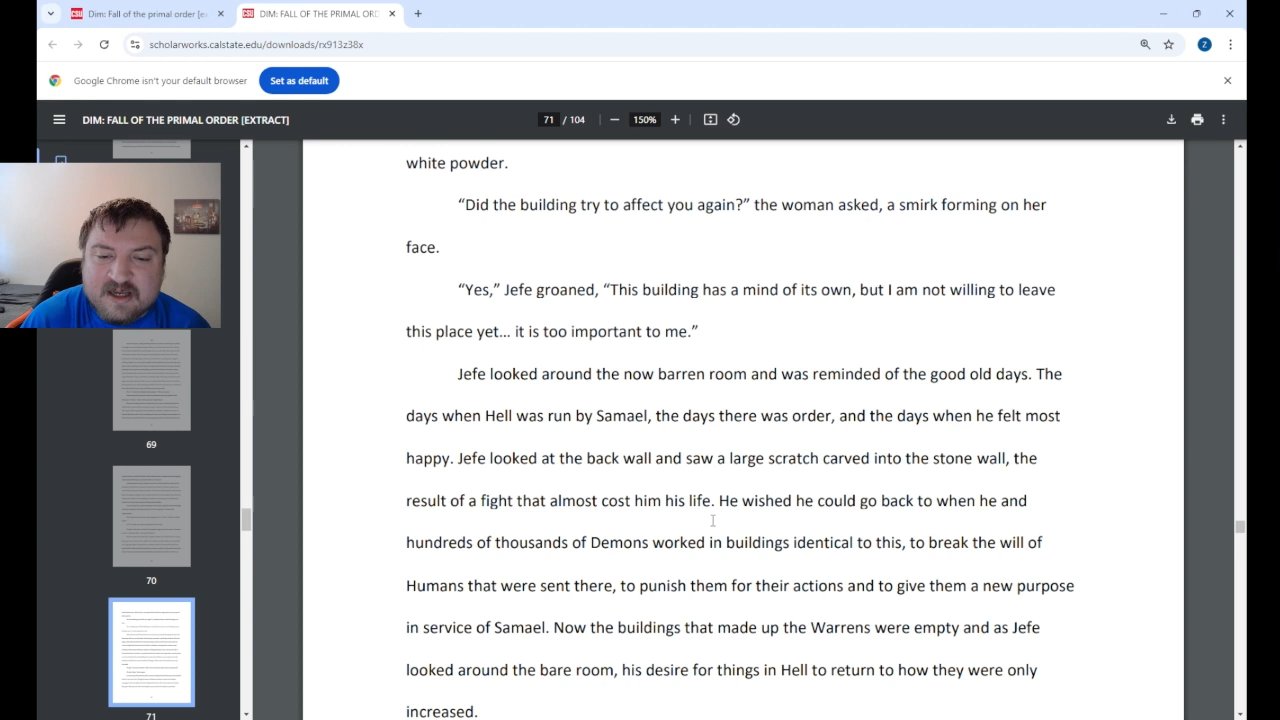 Dim: Fall of the primal order [ex
DIM: FALL OF THE PRIMAL ORD
scholarworks.calstate.edu/downloads/rx913z38x
Z
Google Chrome isn't your default browser
Set as default
DIM: FALL OF THE PRIMAL ORDER [EXTRACT]
71 / 104
150%
white powder.
“Did the building try to affect you again?” the woman asked, a smirk forming on her
face.
“Yes,” Jefe groaned, “This building has a mind of its own, but I am not willing to leave
this place yet… it is too important to me.”
Jefe looked around the now barren room and was reminded of the good old days. The
days when Hell was run by Samael, the days there was order, and the days when he felt most
happy. Jefe looked at the back wall and saw a large scratch carved into the stone wall, the
result of a fight that almost cost him his life. He wished he could go back to when he and
hundreds of thousands of Demons worked in buildings identical to this, to break the will of
Humans that were sent there, to punish them for their actions and to give them a new purpose
in service of Samael. Now the buildings that made up the Warrens were empty and as Jefe
looked around the bare room, his desire for things in Hell to return to how they were only
increased.
69
70
71